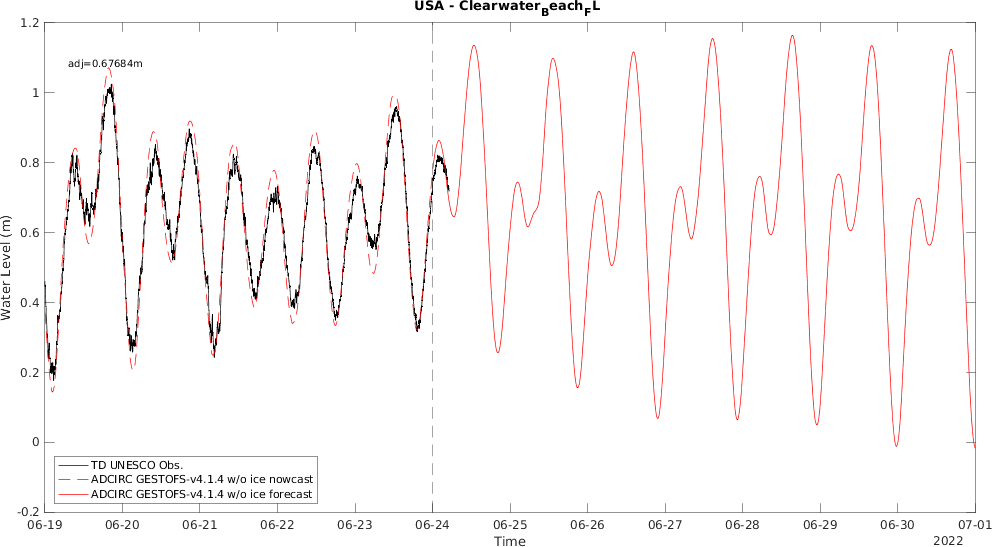 USA - Clearwater_Beach_FL
1.2
adj=0.67684m
1
0.8
0.6
0.4
0.2
0
-0.2
Water Level (m)
TD UNESCO Obs.
ADCIRC GESTOFS-v4.1.4 w/o ice nowcast
ADCIRC GESTOFS-v4.1.4 w/o ice forecast
06-19 06-20 06-21 06-22 06-23 06-24 06-25 06-26 06-27 06-28 06-29 06-30 07-01
Time
2022